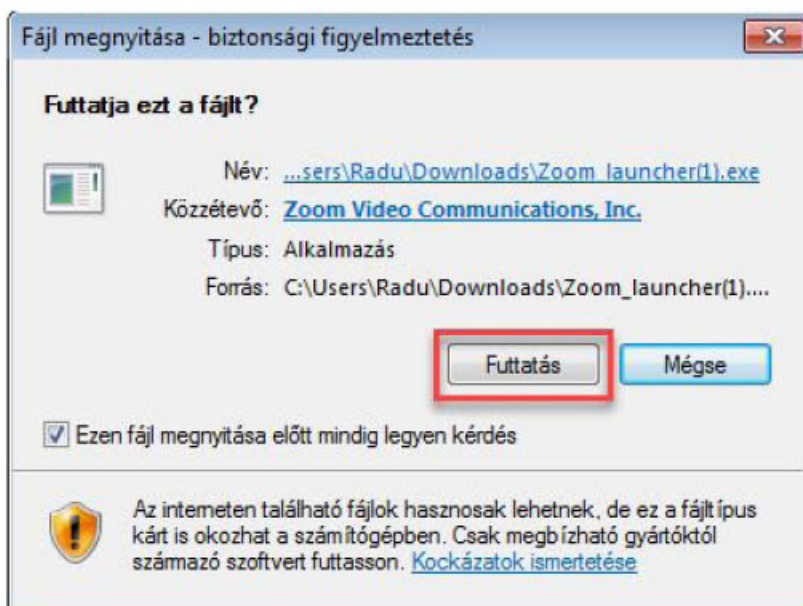 Fájl megnyitása - biztonsági figyelmeztetés
Futtatja ezt a fájlt?
Név: ...sers\Radu\Downloads\Zoom_launcher(1).exe
Közzétevő: Zoom Video Communications, Inc.
Típus: Alkalmazás
Forrás: C:\Users\Radu\Downloads\Zoom_launcher(1)....
Futtatás Mégse
Ezen fájl megnyitása előtt mindig legyen kérdés
Az interneten található fájlok hasznosak lehetnek, de ez a fájltípus
kárt is okozhat a számítógépben. Csak megbízható gyártóktól
származó szoftvert futtasson. Kockázatok ismertetése